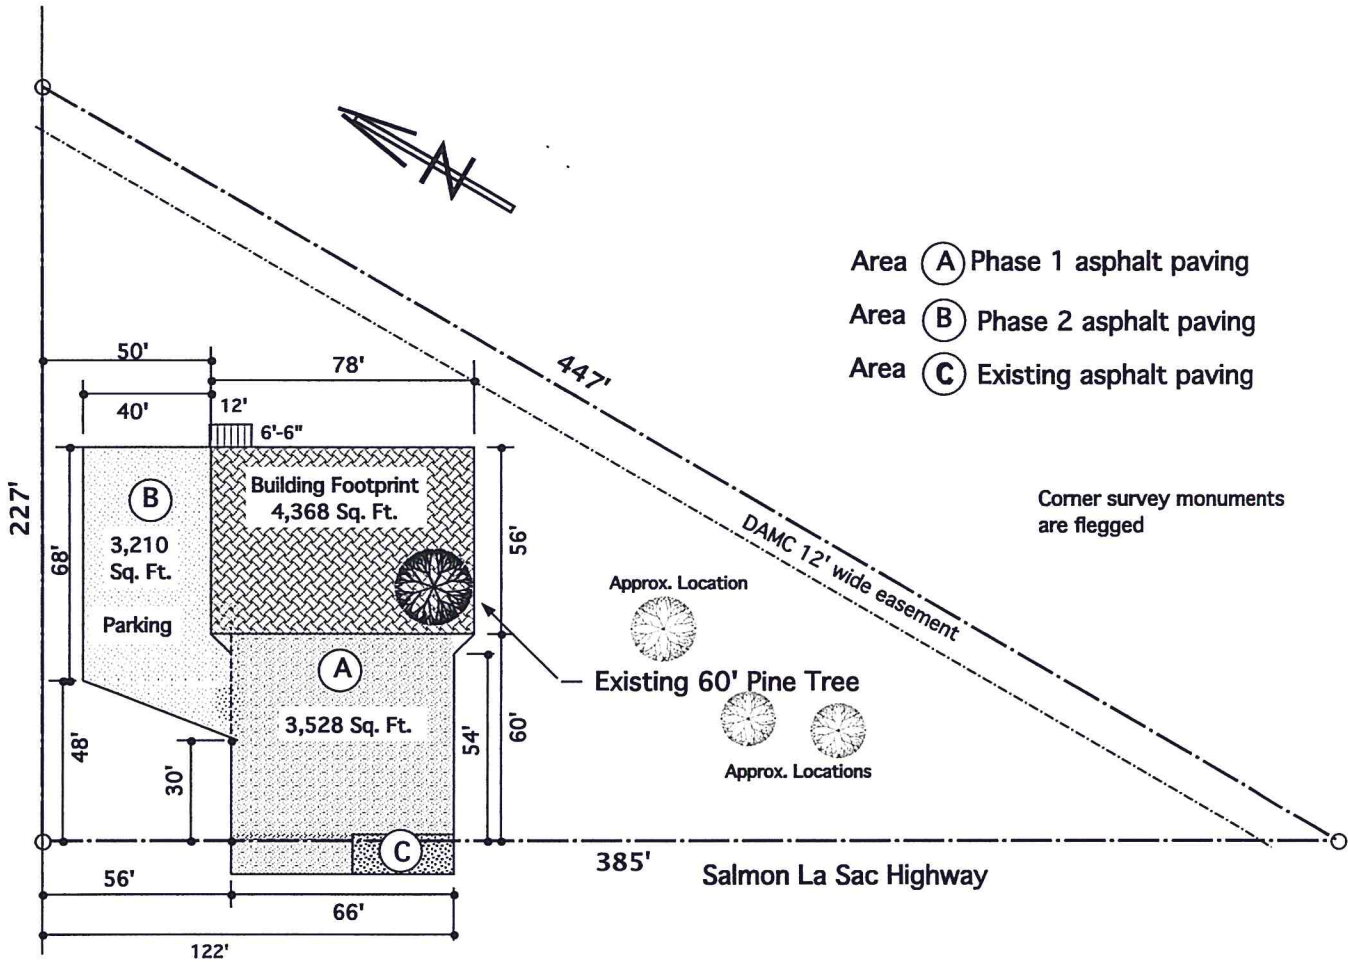 N
Area A Phase 1 asphalt paving
Area B Phase 2 asphalt paving
Area C Existing asphalt paving
50'
78'
447'
40'
12'
6'-6"
227'
B
Building Footprint
4,368 Sq. Ft.
56'
Corner survey monuments
are flegged
DAMC 12' wide easement
3,210
Sq. Ft.
68'
Parking
Approx. Location
A
Existing 60' Pine Tree
3,528 Sq. Ft.
48'
30'
54'
60'
Approx. Locations
C
385'
Salmon La Sac Highway
56'
66'
122'